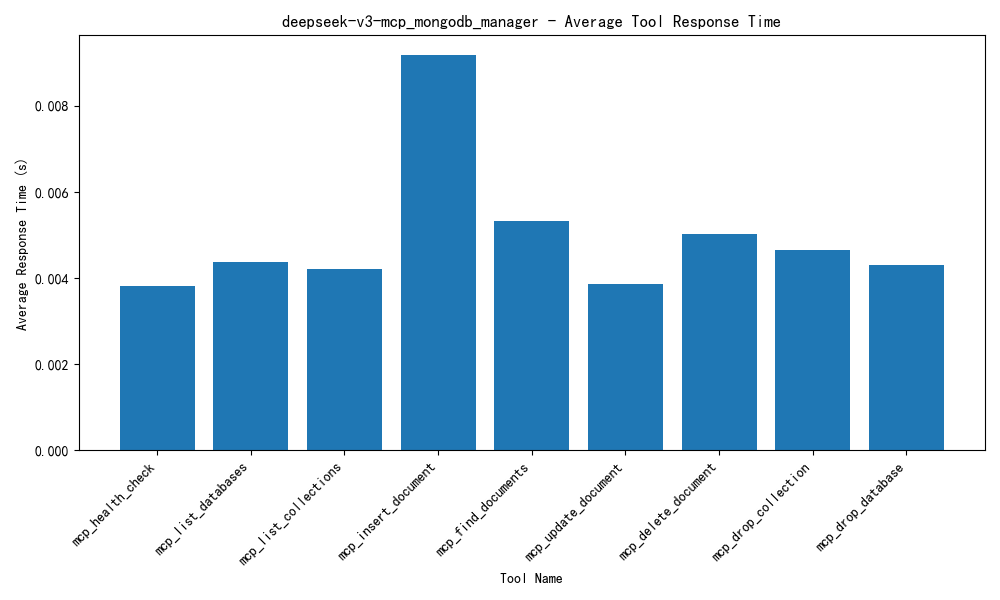 deepseek-v3-mcp_mongodb_manager - Average Tool Response Time
Average Response Time (s)
0.008
0.006
0.004
0.002
0.000
mcp_health_check
mcp_list_databases
mcp_list_collections
mcp_insert_document
mcp_find_documents
mcp_update_document
mcp_delete_document
mcp_drop_collection
mcp_drop_database
Tool Name